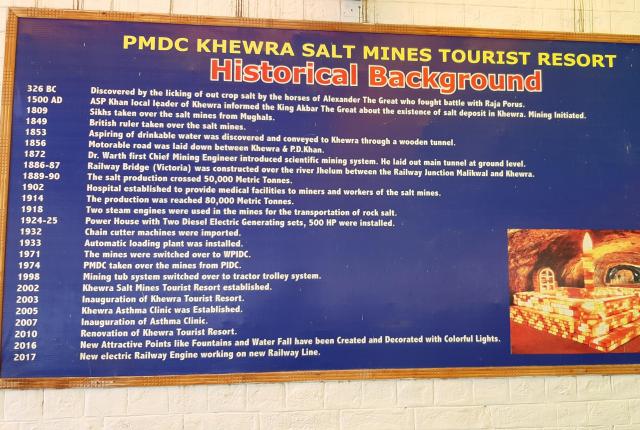 PMDC KHEWRA SALT MINES TOURIST RESORT
Historical Background
326 BC Discovered by the licking of out crop salt by the horses of Alexander The Great who fought battle with Raja Porus.
1500 AD ASP Khan local leader of Khewra informed the King Akbar The Great about the existence of salt deposit in Khewra. Mining Initiated.
1809 Sikhs taken over the salt mines from Mughals.
1849 British ruler taken over the salt mines.
1853 Aspiring of drinkable water was discovered and conveyed to Khewra through a wooden tunnel.
1856 Motorable road was laid down between Khewra & P.D.Khan.
1872 Dr. Warth first Chief Mining Engineer introduced scientific mining system. He laid out main tunnel at ground level.
1886-87 Railway Bridge (Victoria) was constructed over the river Jhelum between the Railway Junction Malikwal and Khewra.
1889-90 The salt production crossed 50,000 Metric Tonnes.
1902 Hospital established to provide medical facilities to miners and workers of the salt mines.
1914 The production was reached 80,000 Metric Tonnes.
1918 Two steam engines were used in the mines for the transportation of rock salt.
1924-25 Power House with Two Diesel Electric Generating sets, 500 HP were installed.
1932 Chain cutter machines were imported.
1933 Automatic loading plant was installed.
1971 The mines were switched over to WPIDC.
1974 PMDC taken over the mines from PIDC.
1998 Mining tub system switched over to tractor trolley system.
2002 Khewra Salt Mines Tourist Resort established.
2003 Inauguration of Khewra Tourist Resort.
2005 Khewra Asthma Clinic was Established.
2007 Inauguration of Asthma Clinic.
2010 Renovation of Khewra Tourist Resort.
2016 New Attractive Points like Fountains and Water Fall have been Created and Decorated with Colorful Lights.
2017 New electric Railway Engine working on new Railway Line.